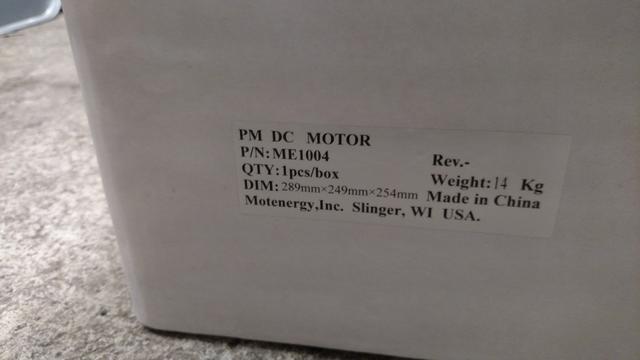 PM DC MOTOR
P/N:ME1004 Rev.-
QTY:1pcs/box Weight:14 Kg
DIM:289mm×249mm×254mm Made in China
Motenergy,Inc. Slinger, WI USA.